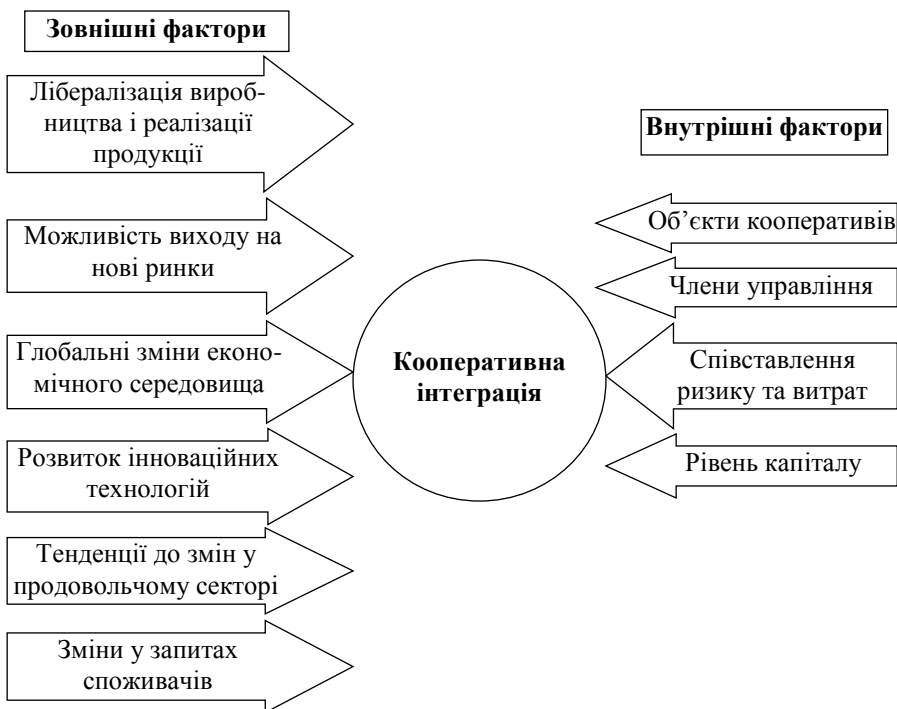 Зовнішні фактори
Лібералізація вироб-
ництва і реалізації
продукції
Можливість виходу на
нові ринки
Глобальні зміни еконо-
мічного середовища
Розвиток інноваційних
технологій
Тенденції до змін у
продовольчому секторі
Зміни у запитах
споживачів
Кооперативна
інтеграція
Внутрішні фактори
Об’єкти кооперативів
Члени управління
Співставлення
ризику та витрат
Рівень капіталу